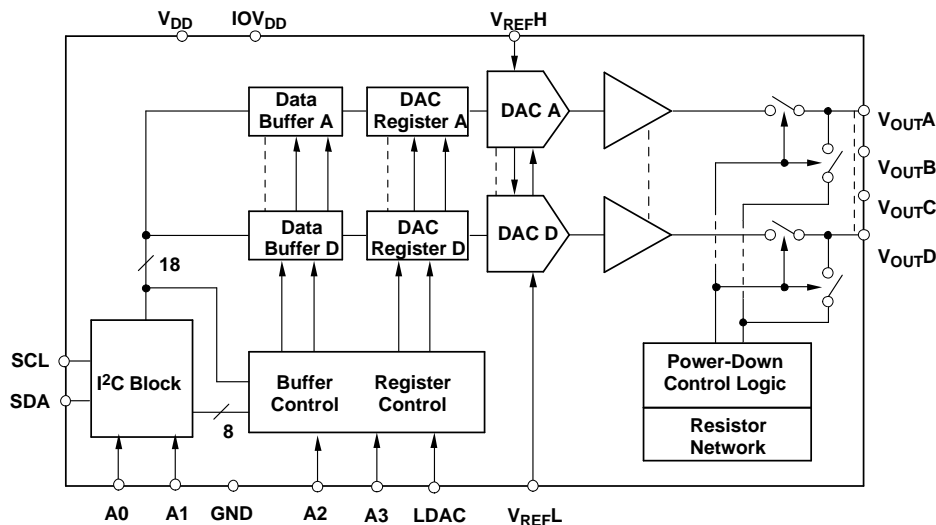 VDD IOVDD VREFH
Data
Buffer A
DAC
Register A
DAC A
VOUTA
VOUTB
VOUTC
VOUTD
Data
Buffer D
DAC
Register D
DAC D
18
SCL
SDA
I²C Block
8
Buffer
Control
Register
Control
Power-Down
Control Logic
Resistor
Network
A0 A1 GND A2 A3 LDAC VREFL